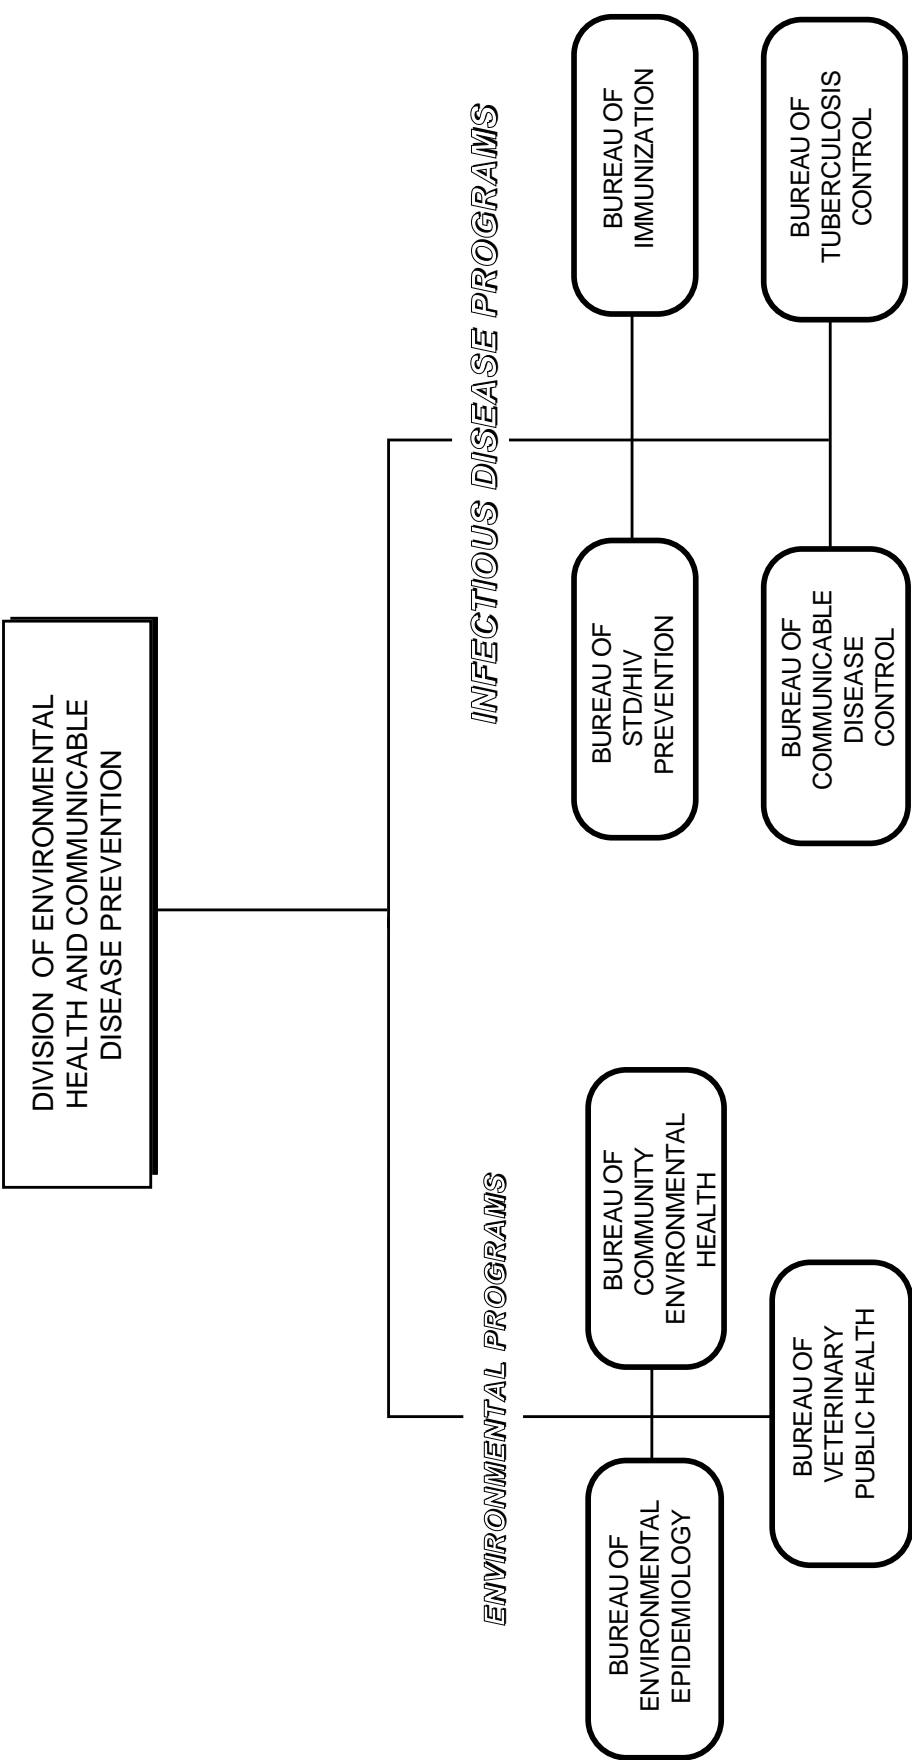 DIVISION OF ENVIRONMENTAL
HEALTH AND COMMUNICABLE
DISEASE PREVENTION
ENVIRONMENTAL PROGRAMS
BUREAU OF
ENVIRONMENTAL
EPIDEMIOLOGY
BUREAU OF
COMMUNITY
ENVIRONMENTAL
HEALTH
BUREAU OF
VETERINARY
PUBLIC HEALTH
INFECTIOUS DISEASE PROGRAMS
BUREAU OF
STD/HIV
PREVENTION
BUREAU OF
IMMUNIZATION
BUREAU OF
COMMUNICABLE
DISEASE
CONTROL
BUREAU OF
TUBERCULOSIS
CONTROL